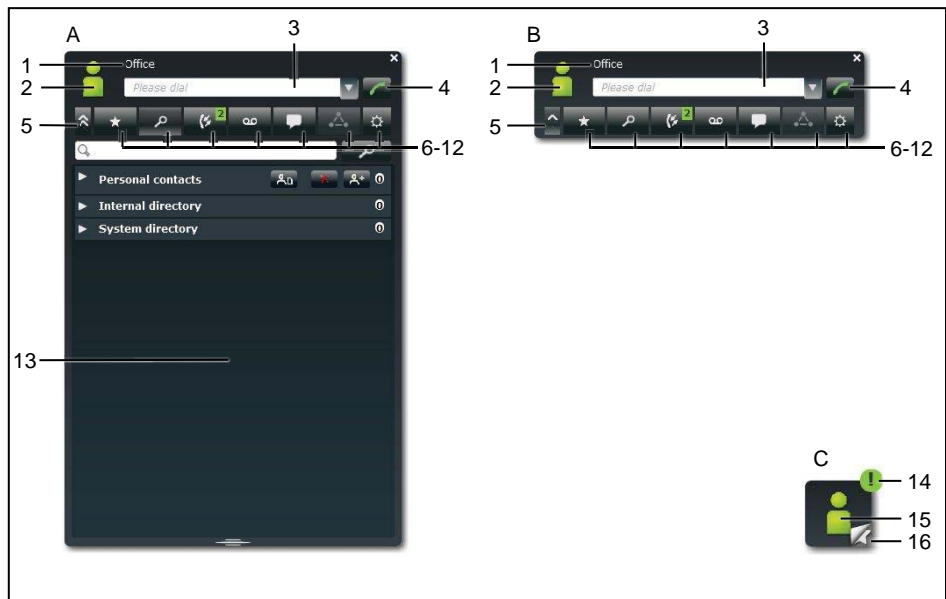 A
3
1
Office
×
2
Please dial
4
5
2
6-12
Personal contacts
0
Internal directory
0
System directory
0
13
B
3
1
Office
×
2
Please dial
4
5
2
6-12
C
!
14
15
16